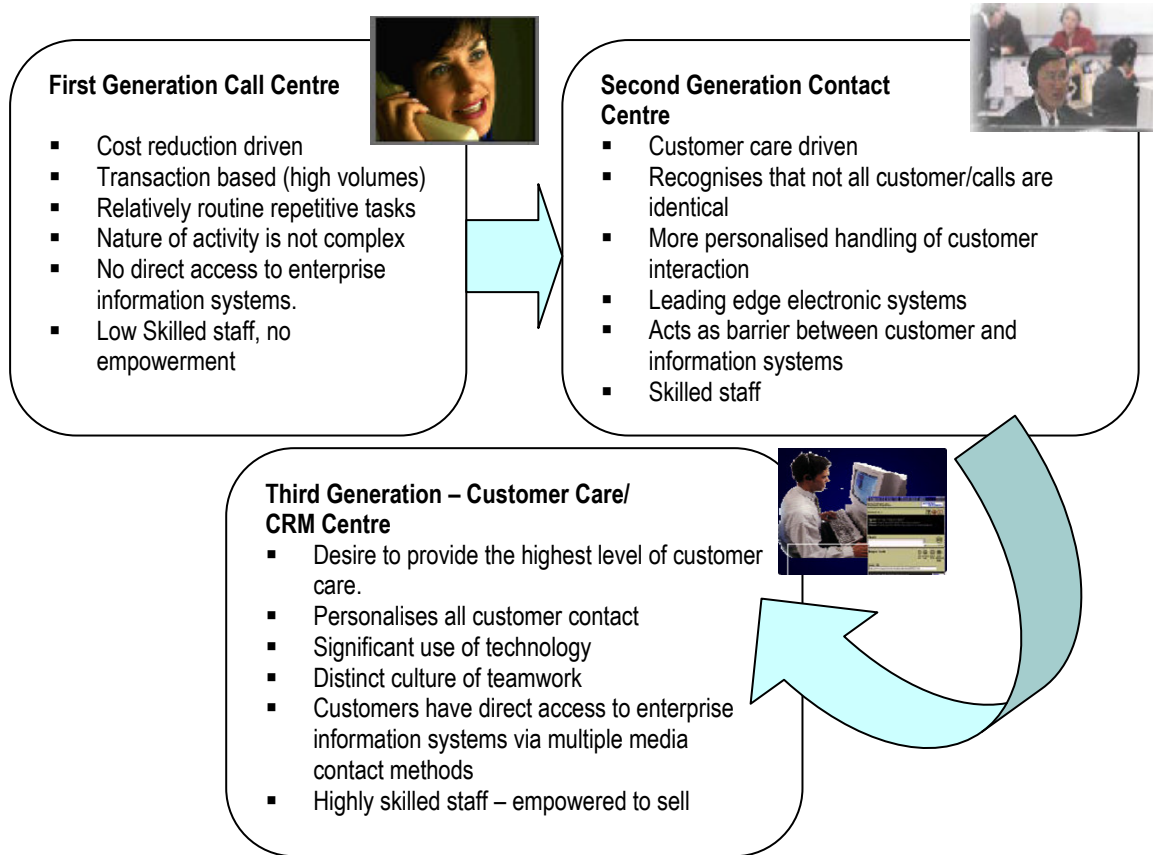 First Generation Call Centre
▪ Cost reduction driven
▪ Transaction based (high volumes)
▪ Relatively routine repetitive tasks
▪ Nature of activity is not complex
▪ No direct access to enterprise
information systems.
▪ Low Skilled staff, no
empowerment
Second Generation Contact
Centre
▪ Customer care driven
▪ Recognises that not all customer/calls are
identical
▪ More personalised handling of customer
interaction
▪ Leading edge electronic systems
▪ Acts as barrier between customer and
information systems
▪ Skilled staff
Third Generation – Customer Care/
CRM Centre
▪ Desire to provide the highest level of customer
care.
▪ Personalises all customer contact
▪ Significant use of technology
▪ Distinct culture of teamwork
▪ Customers have direct access to enterprise
information systems via multiple media
contact methods
▪ Highly skilled staff – empowered to sell